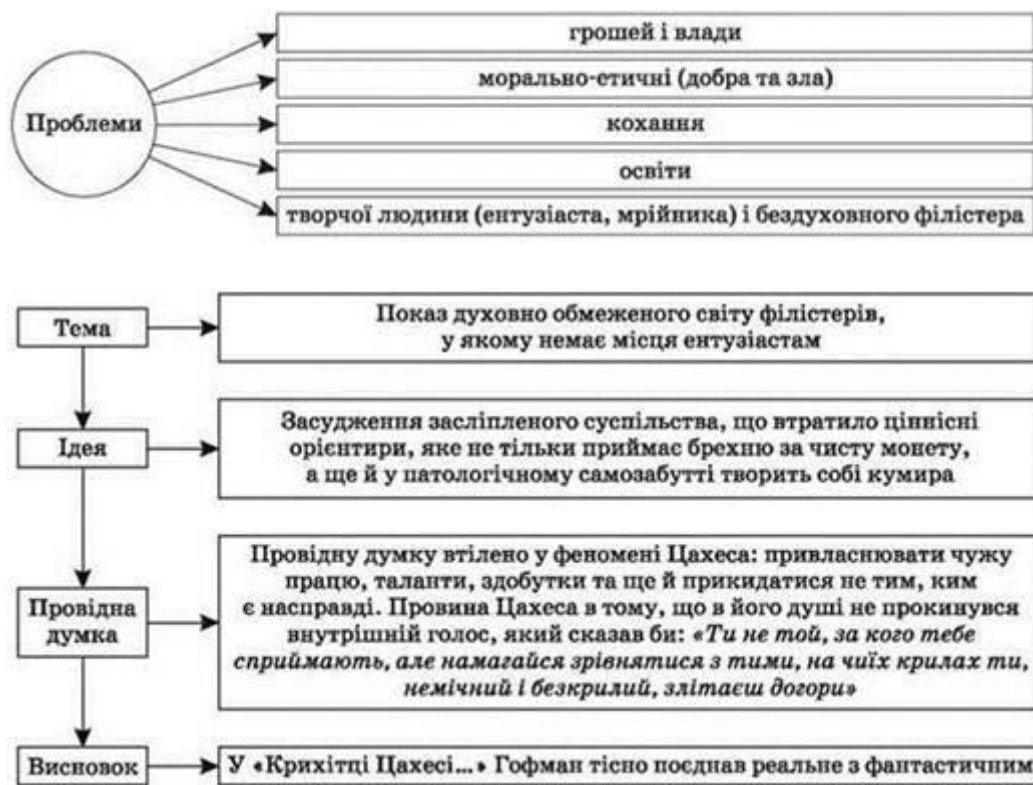 Проблеми
грошей і влади
морально-етичні (добра та зла)
кохання
освіти
творчої людини (ентузіаста, мрійника) і бездуховного філістера
Тема
Показ духовно обмеженого світу філістерів,
у якому немає місця ентузіастам
Ідея
Засудження засліпленого суспільства, що втратило ціннісні
орієнтири, яке не тільки приймає брехню за чисту монету,
а ще й у патологічному самозабутті творить собі кумира
Провідна
думка
Провідну думку втілено у феномені Цахеса: привласнювати чужу
працю, таланти, здобутки та ще й прикидатися не тим, ким
є насправді. Провина Цахеса в тому, що в його душі не прокинувся
внутрішній голос, який сказав би: «Ти не той, за кого тебе
сприймають, але намагайся зрівнятися з тими, на чиїх крилах ти,
немічний і безкрилий, злітаєш догори»
Висновок
У «Крихітці Цахесі...» Гофман тісно поєднав реальне з фантастичним